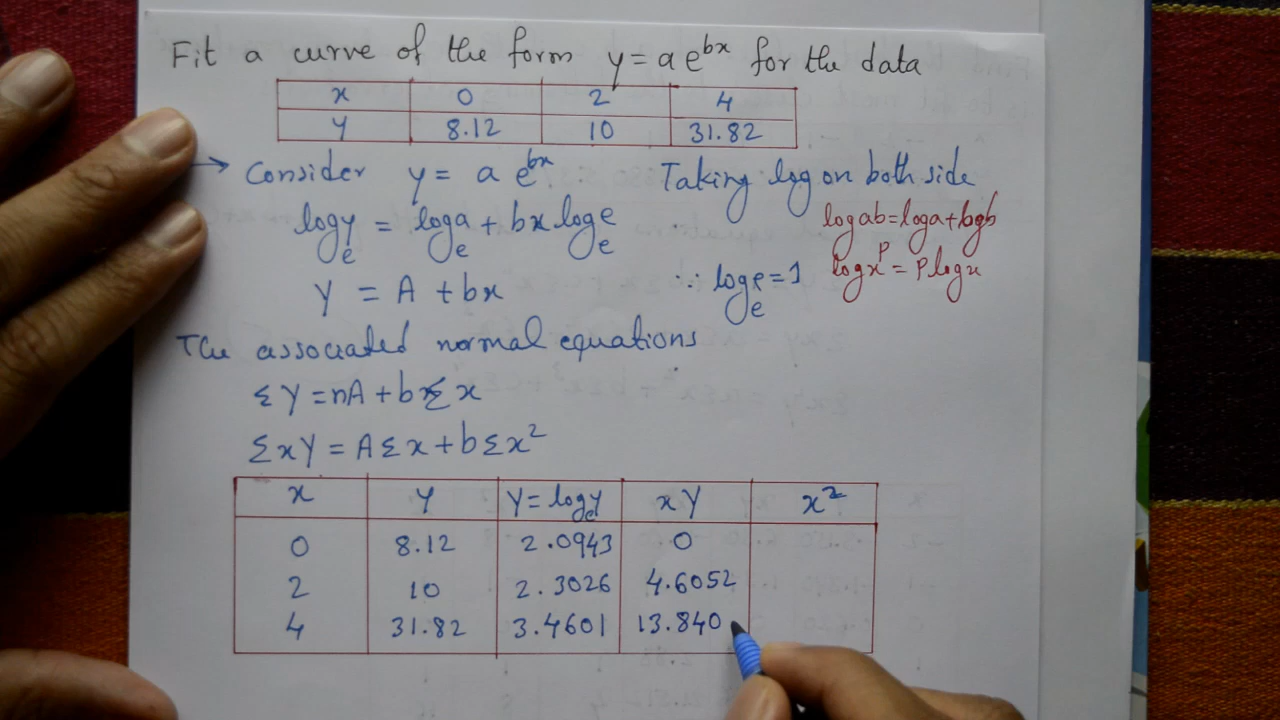 Fit a curve of the form y = a e^{bx} for the data
x 0 2 4
y 8.12 10 31.82
→ Consider y = a e^{bx} Taking log on both side
log_e y = log_e a + bx log_e e
log ab = log a + log b
Y = A + bx ∵ log_e e = 1
log x^p = p log x
The associated normal equations
ΣY = nA + b Σx
ΣxY = AΣx + bΣx²
x y Y = log_e y xY x²
0 8.12 2.0943 0
2 10 2.3026 4.6052
4 31.82 3.4601 13.840